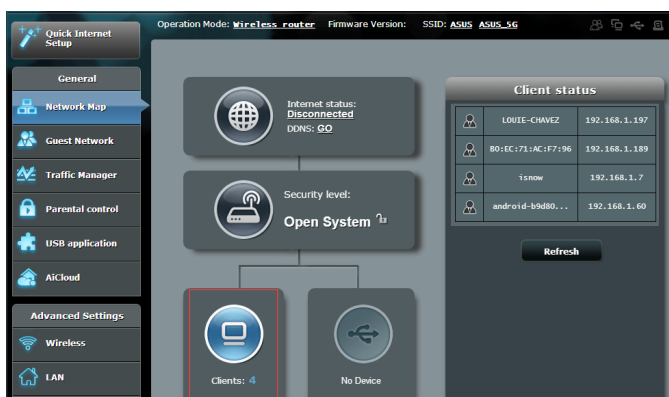 Quick Internet
Setup
Operation Mode: Wireless router Firmware Version: SSID: ASUS ASUS_5G
General
Network Map
Guest Network
Traffic Manager
Parental control
USB application
AiCloud
Advanced Settings
Wireless
LAN
Internet status:
Disconnected
DDNS: GO
Security level:
Open System
Clients: 4
No Device
Client status
LOUIE-CHAVEZ 192.168.1.197
80:EC:71:AC:F7:96 192.168.1.189
isnow 192.168.1.7
android-b9d80... 192.168.1.60
Refresh